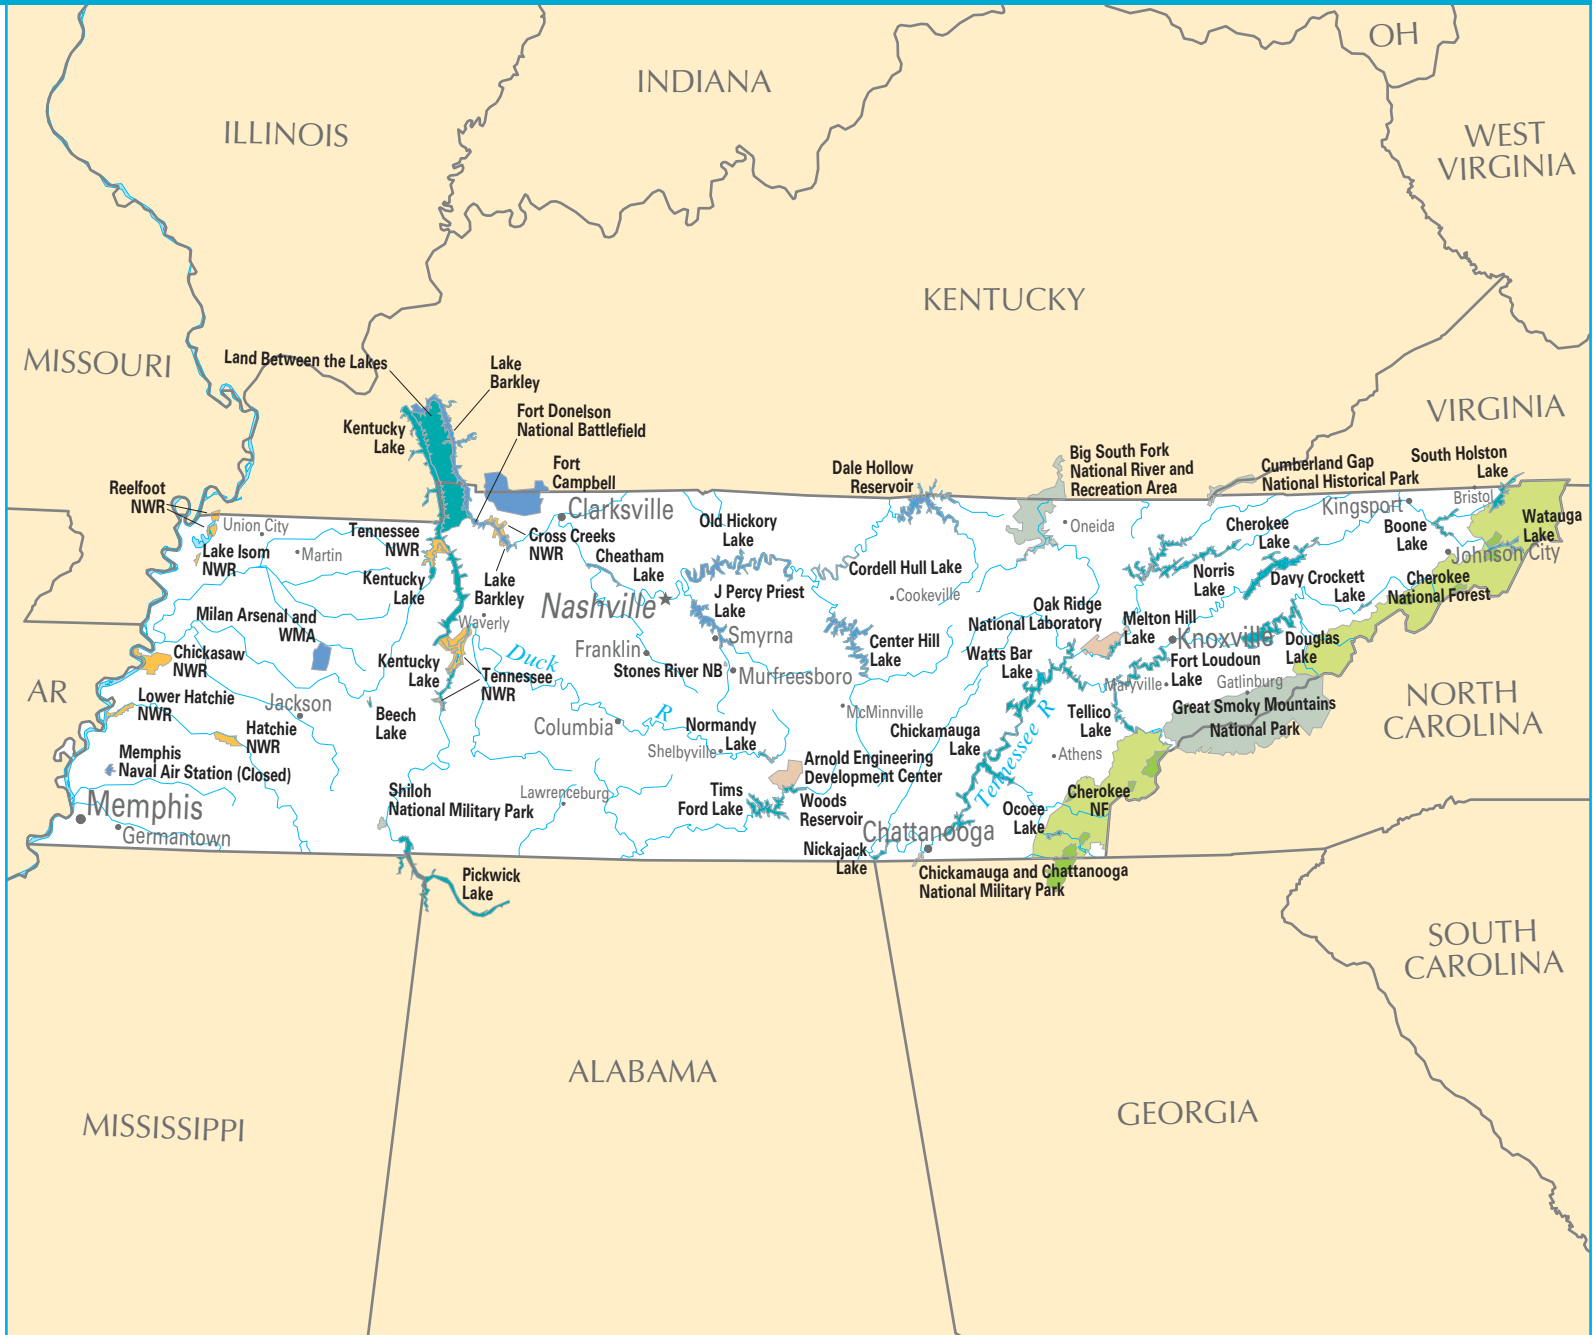 OH
INDIANA
ILLINOIS
WEST
VIRGINIA
KENTUCKY
MISSOURI
Land Between the Lakes
Lake
Barkley
VIRGINIA
Fort Donelson
National Battlefield
Kentucky
Lake
Big South Fork
National River and
Recreation Area
Cumberland Gap
National Historical Park
South Holston
Lake
Fort
Campbell
Dale Hollow
Reservoir
Reelfoot
NWR
Clarksville
Kingsport
Bristol
Union City
Martin
Lake Isom
NWR
Tennessee
NWR
Cross Creeks
NWR
Old Hickory
Lake
Oneida
Cherokee
Lake
Boone
Lake
Watauga
Lake
Johnson City
Cheatham
Lake
Kentucky
Lake
Lake
Barkley
Cordell Hull Lake
Norris
Lake
Davy Crockett
Lake
Cherokee
National Forest
Cookeville
J Percy Priest
Lake
Nashville
Milan Arsenal and
WMA
Waverly
Oak Ridge
National Laboratory
Melton Hill
Lake
Smyrna
Knoxville
Center Hill
Lake
Douglas
Lake
Franklin
Duck
Chickasaw
NWR
Kentucky
Lake
Tennessee
NWR
Stones River NB
Murfreesboro
Watts Bar
Lake
Fort Loudoun
Lake
Maryville
Gatlinburg
AR
Lower Hatchie
NWR
Jackson
Beech
Lake
R
Columbia
McMinnville
Tellico
Lake
Great Smoky Mountains
National Park
NORTH
CAROLINA
Hatchie
NWR
Normandy
Lake
Chickamauga
Lake
Shelbyville
Athens
Memphis
Naval Air Station (Closed)
Arnold Engineering
Development Center
Tennessee R
Shiloh
National Military Park
Lawrenceburg
Tims
Ford Lake
Woods
Reservoir
Cherokee
NF
Ocoee
Lake
Memphis
Germantown
Chattanooga
Nickajack
Lake
Chickamauga and Chattanooga
National Military Park
Pickwick
Lake
SOUTH
CAROLINA
ALABAMA
MISSISSIPPI
GEORGIA